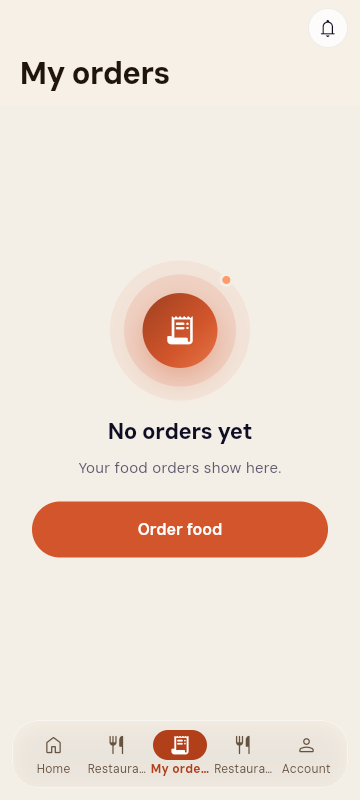 My orders
No orders yet
Your food orders show here.
Order food
Home
Restaura…
My orde…
Restaura…
Account